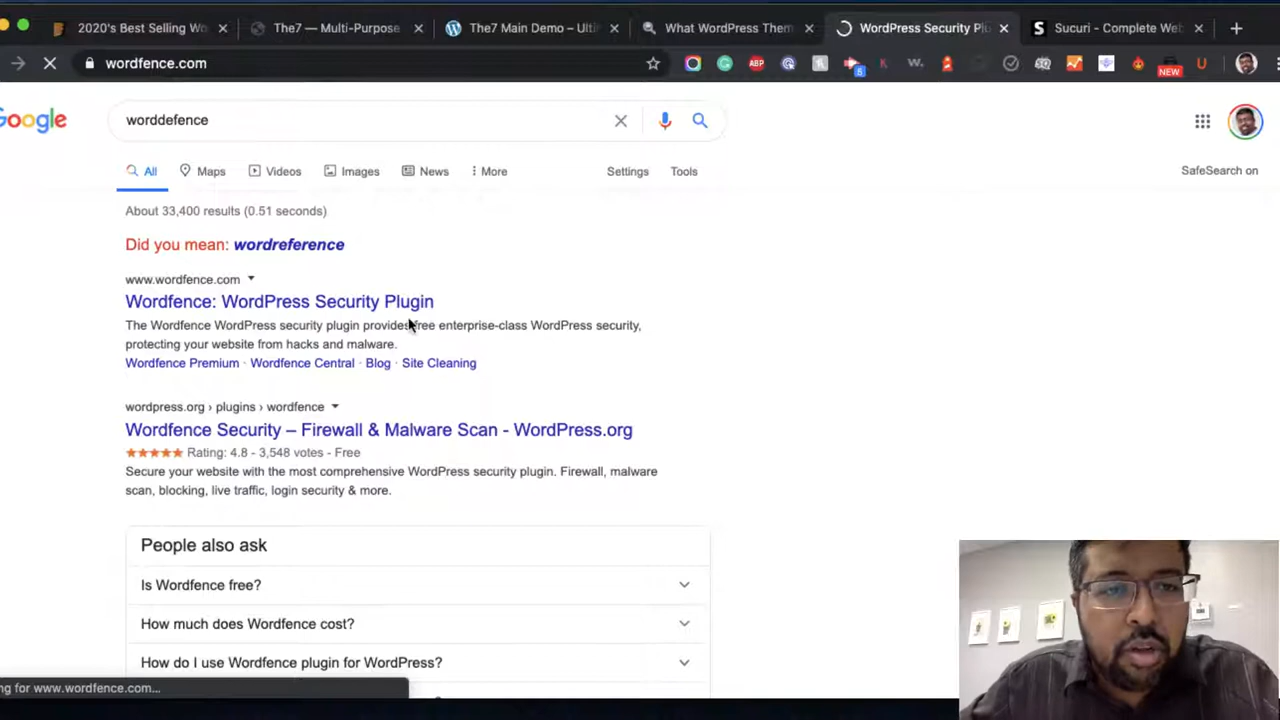 2020's Best Selling Wo
The7 — Multi-Purpose
The7 Main Demo – Ulti
What WordPress Them
WordPress Security Plu
Sucuri - Complete Web
wordfence.com
ABP
8
K
w.
NEW
U
Google
worddefence
All
Maps
Videos
Images
News
More
Settings
Tools
SafeSearch on
About 33,400 results (0.51 seconds)
Did you mean: wordreference
www.wordfence.com
Wordfence: WordPress Security Plugin
The Wordfence WordPress security plugin provides free enterprise-class WordPress security,
protecting your website from hacks and malware.
Wordfence Premium · Wordfence Central · Blog · Site Cleaning
wordpress.org › plugins › wordfence
Wordfence Security – Firewall & Malware Scan - WordPress.org
Rating: 4.8 - 3,548 votes - Free
Secure your website with the most comprehensive WordPress security plugin. Firewall, malware
scan, blocking, live traffic, login security & more.
People also ask
Is Wordfence free?
How much does Wordfence cost?
How do I use Wordfence plugin for WordPress?
ng for www.wordfence.com...